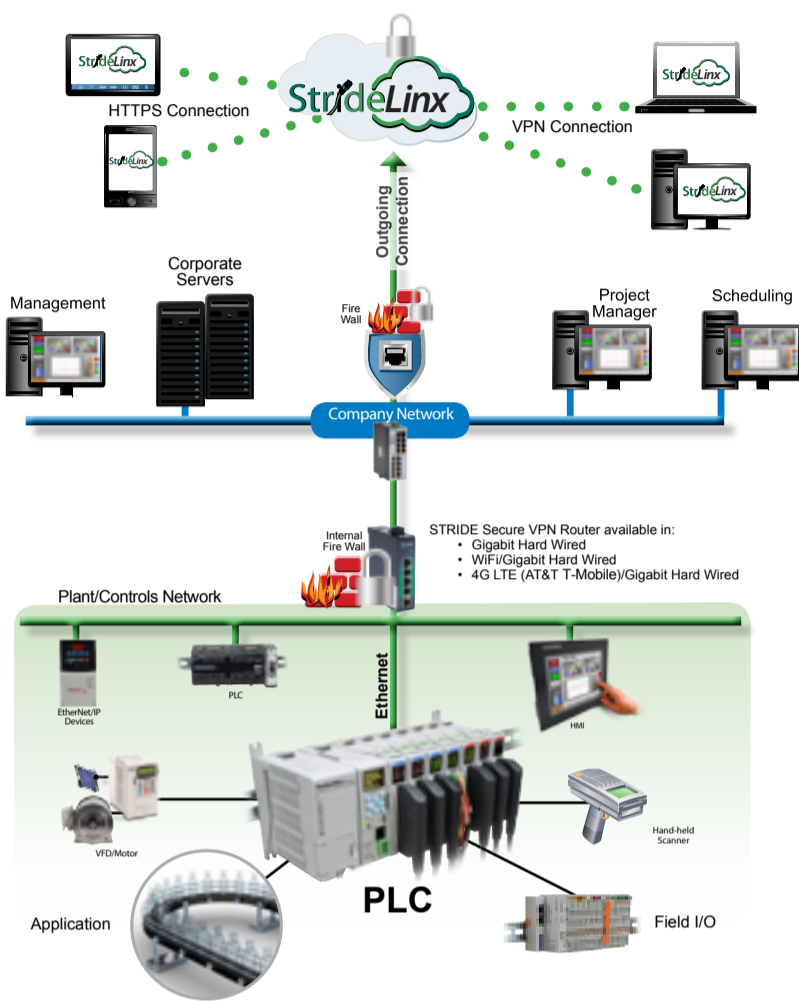 StrideLinx
HTTPS Connection
StrideLinx
StrideLinx
StrideLinx
VPN Connection
StrideLinx
Outgoing
Connection
Management
Corporate
Servers
Fire
Wall
Project
Manager
Scheduling
Company Network
Internal
Fire Wall
STRIDE Secure VPN Router available in:
• Gigabit Hard Wired
• WiFi/Gigabit Hard Wired
• 4G LTE (AT&T T-Mobile)/Gigabit Hard Wired
Plant/Controls Network
EtherNet/IP
Devices
PLC
Ethernet
HMI
VFD/Motor
Hand-held
Scanner
PLC
Application
Field I/O